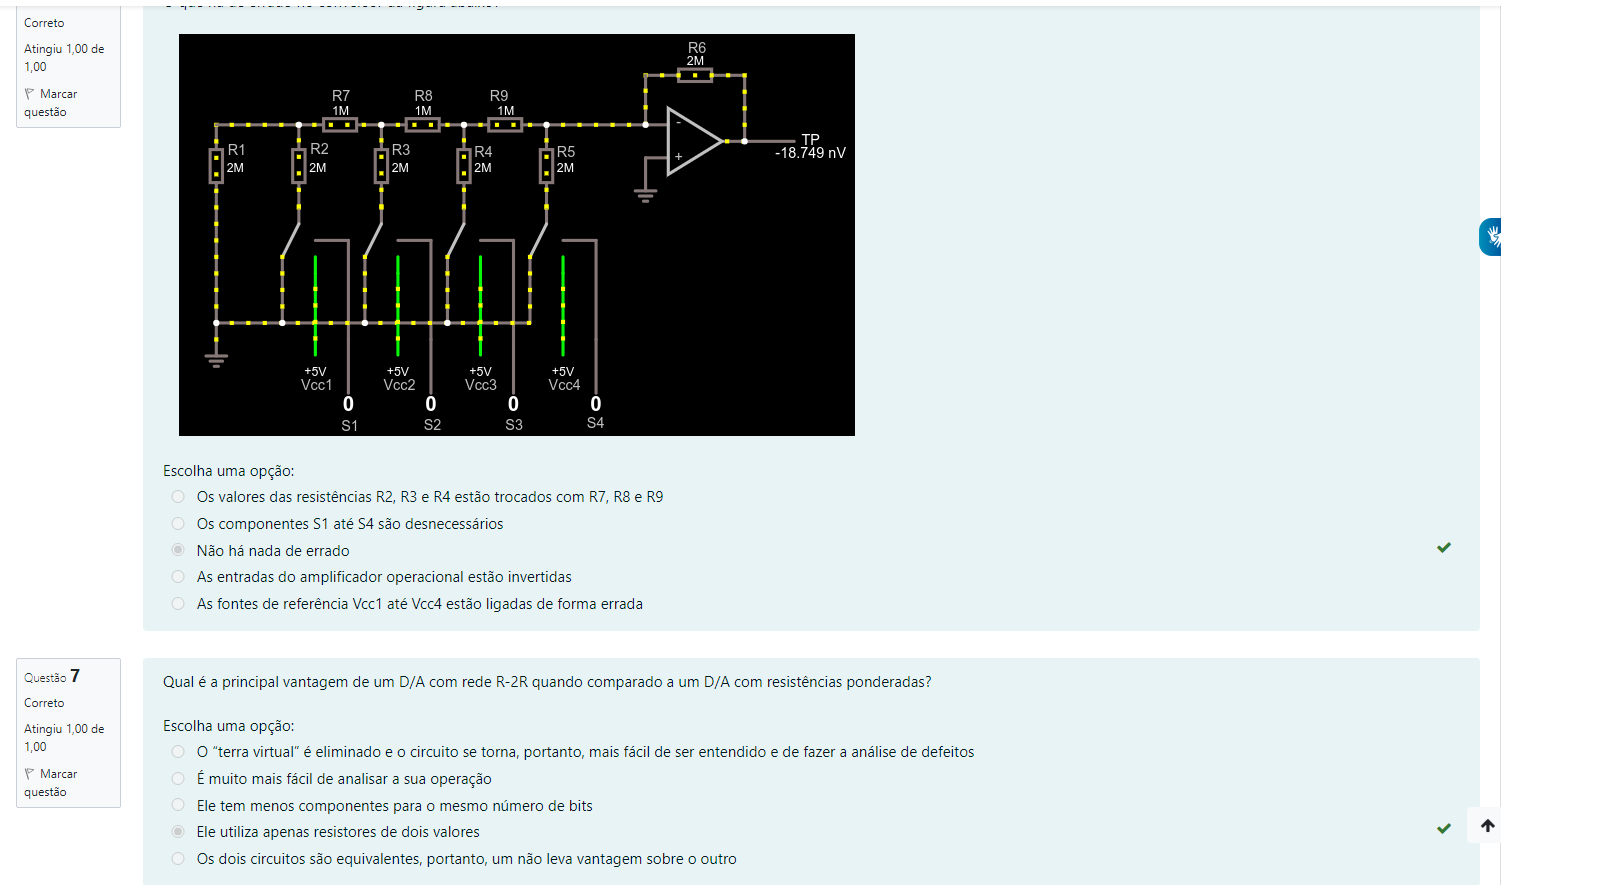 Correto
Atingiu 1,00 de
1,00
Marcar
questão
R6
2M
R7
R8
R9
1M
1M
1M
R1
2M
R2
2M
R3
2M
R4
2M
R5
2M
-
+
TP
-18.749 nV
+5V
+5V
+5V
+5V
Vcc1
Vcc2
Vcc3
Vcc4
0
0
0
0
S1
S2
S3
S4
Escolha uma opção:
Os valores das resistências R2, R3 e R4 estão trocados com R7, R8 e R9
Os componentes S1 até S4 são desnecessários
Não há nada de errado
As entradas do amplificador operacional estão invertidas
As fontes de referência Vcc1 até Vcc4 estão ligadas de forma errada
Questão 7
Correto
Atingiu 1,00 de
1,00
Marcar
questão
Qual é a principal vantagem de um D/A com rede R-2R quando comparado a um D/A com resistências ponderadas?
Escolha uma opção:
O “terra virtual” é eliminado e o circuito se torna, portanto, mais fácil de ser entendido e de fazer a análise de defeitos
É muito mais fácil de analisar a sua operação
Ele tem menos componentes para o mesmo número de bits
Ele utiliza apenas resistores de dois valores
Os dois circuitos são equivalentes, portanto, um não leva vantagem sobre o outro